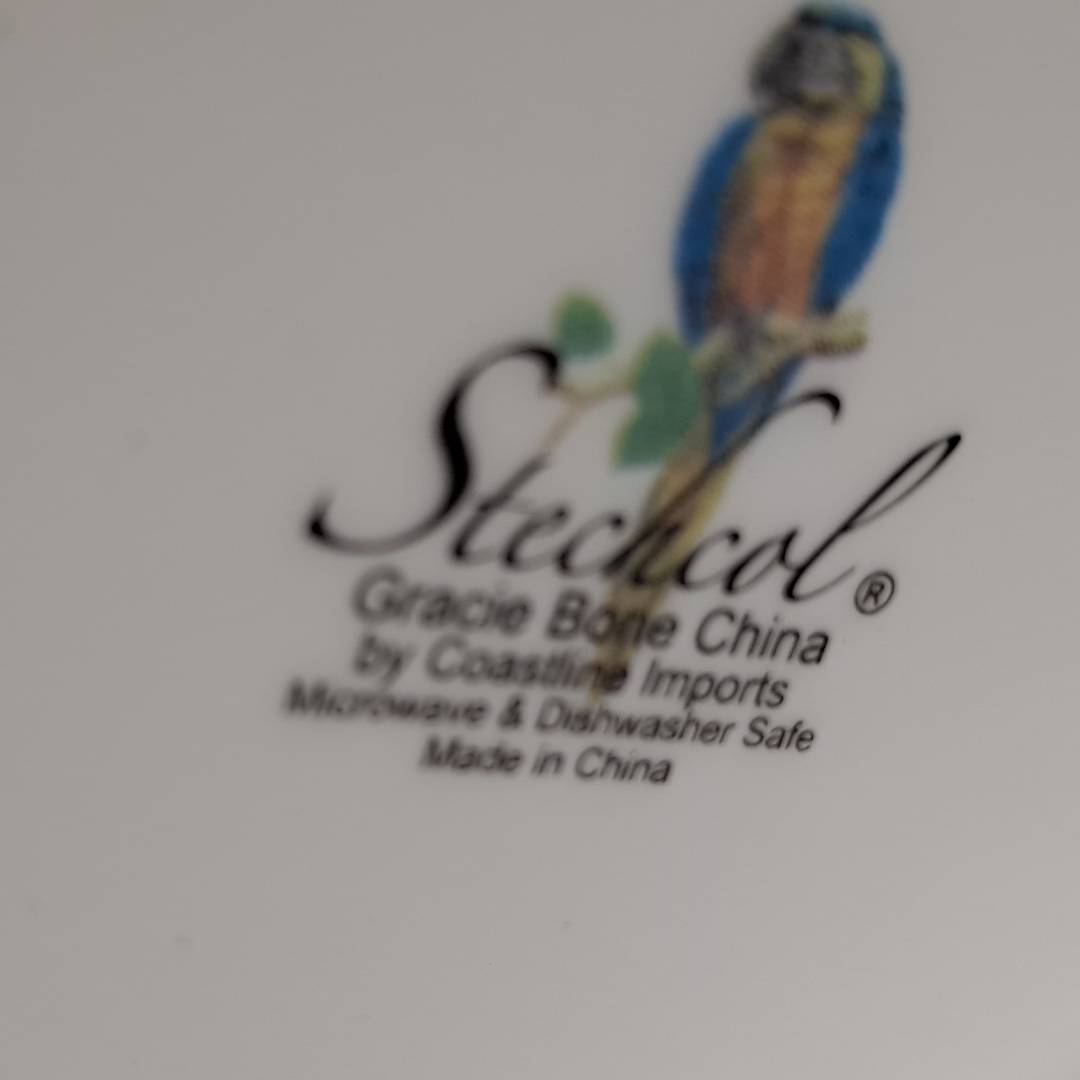 Stechcol®
Gracie Bone China
by Coastline Imports
Microwave & Dishwasher Safe
Made in China